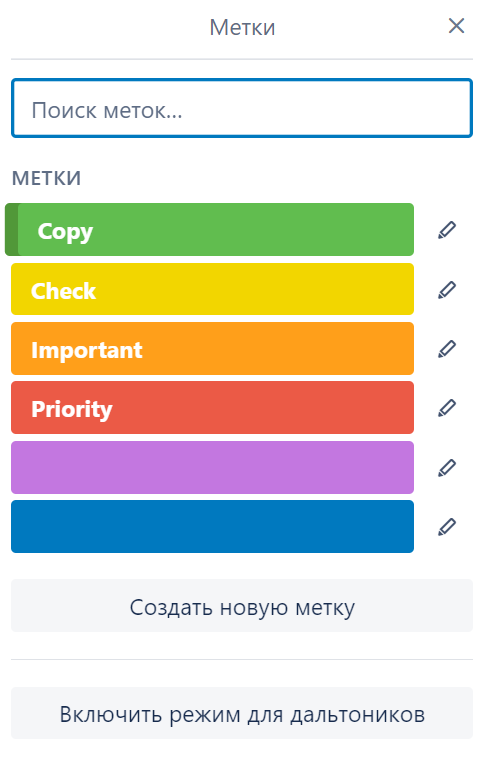 Метки
Поиск меток...
МЕТКИ
Copy
Check
Important
Priority
Создать новую метку
Включить режим для дальтоников